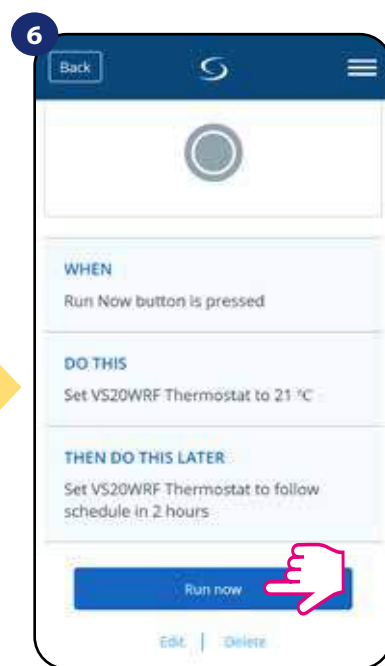 6
Back
WHEN
Run Now button is pressed
DO THIS
Set VS20WRF Thermostat to 21 °C
THEN DO THIS LATER
Set VS20WRF Thermostat to follow
schedule in 2 hours
Run now
Edit | Delete